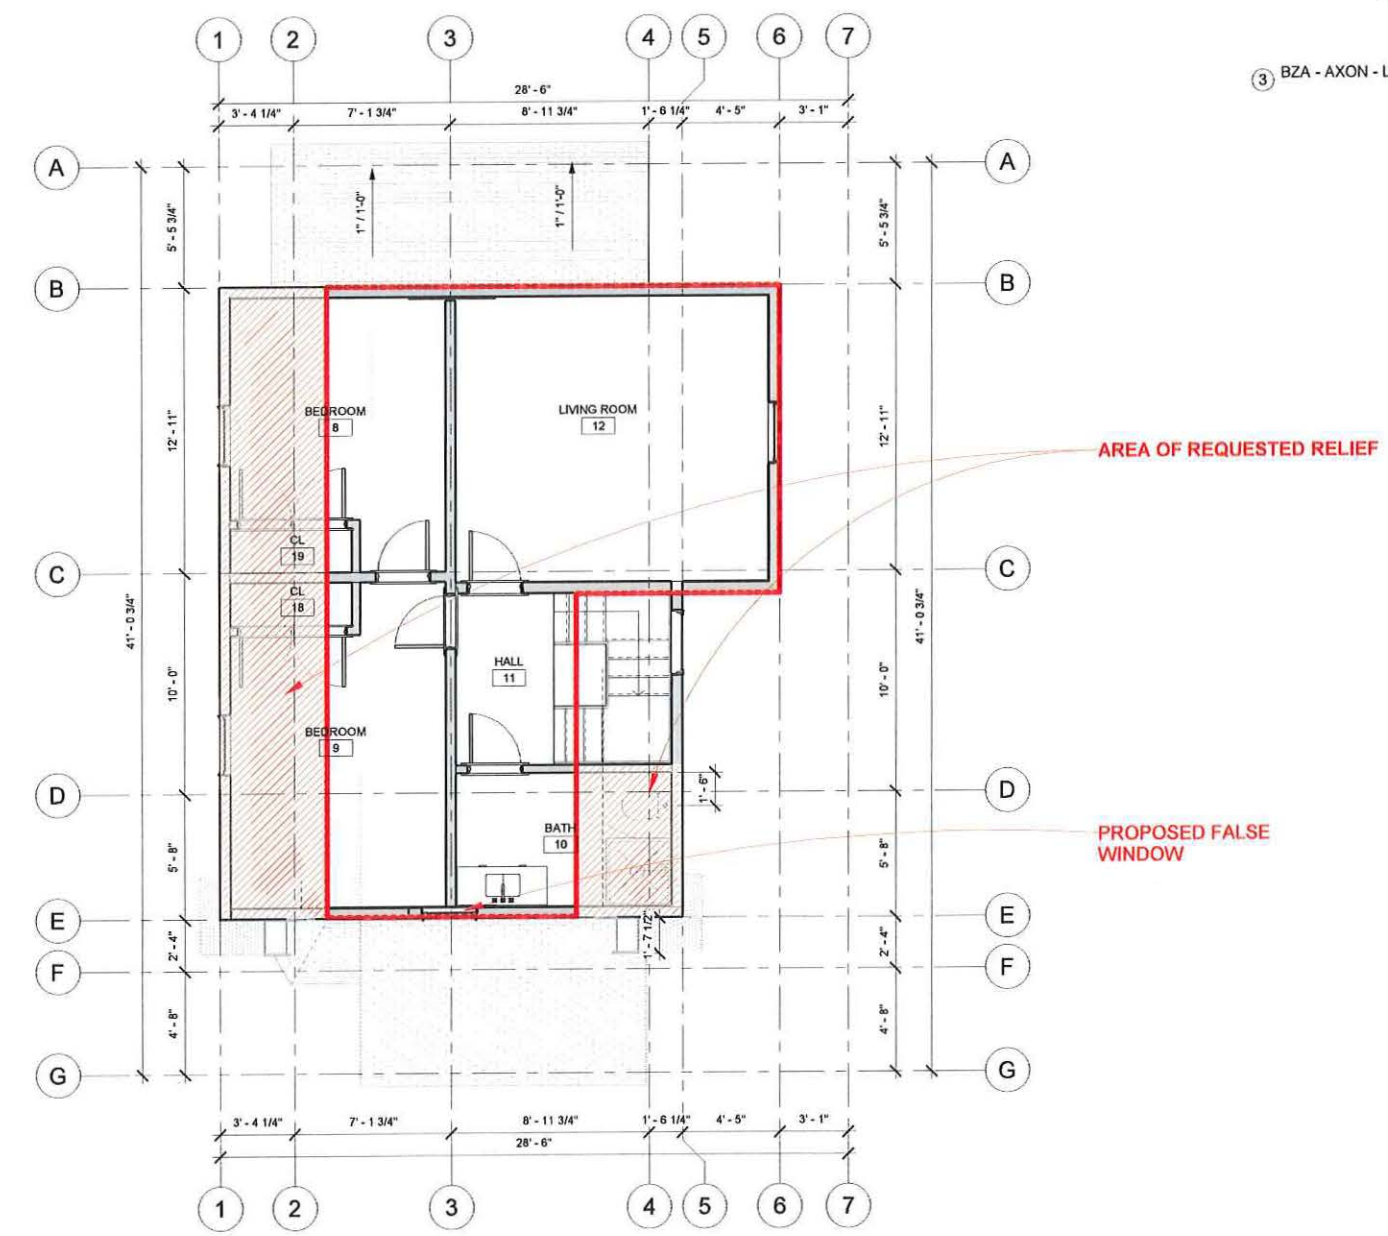 1 2 3 4 5 6 7
3 BZA - AXON - L
28' - 6"
3' - 4 1/4" 7' - 1 3/4" 8' - 11 3/4" 1' - 6 1/4" 4' - 5" 3' - 1"
A A
5' - 5 3/4" 1" / 1'-0" 1" / 1'-0" 5' - 5 3/4"
B B
12' - 11" 12' - 11"
BEDROOM
8
LIVING ROOM
12
AREA OF REQUESTED RELIEF
CL
19
C C
CL
18
41' - 0 3/4" 41' - 0 3/4"
HALL
11
10' - 0" 10' - 0"
BEDROOM
9
D D
1' - 6"
BATH
10
PROPOSED FALSE
WINDOW
5' - 8" 5' - 8"
E E
1' - 7 1/2"
2' - 4" 2' - 4"
F F
4' - 8" 4' - 8"
G G
3' - 4 1/4" 7' - 1 3/4" 8' - 11 3/4" 1' - 6 1/4" 4' - 5" 3' - 1"
28' - 6"
1 2 3 4 5 6 7